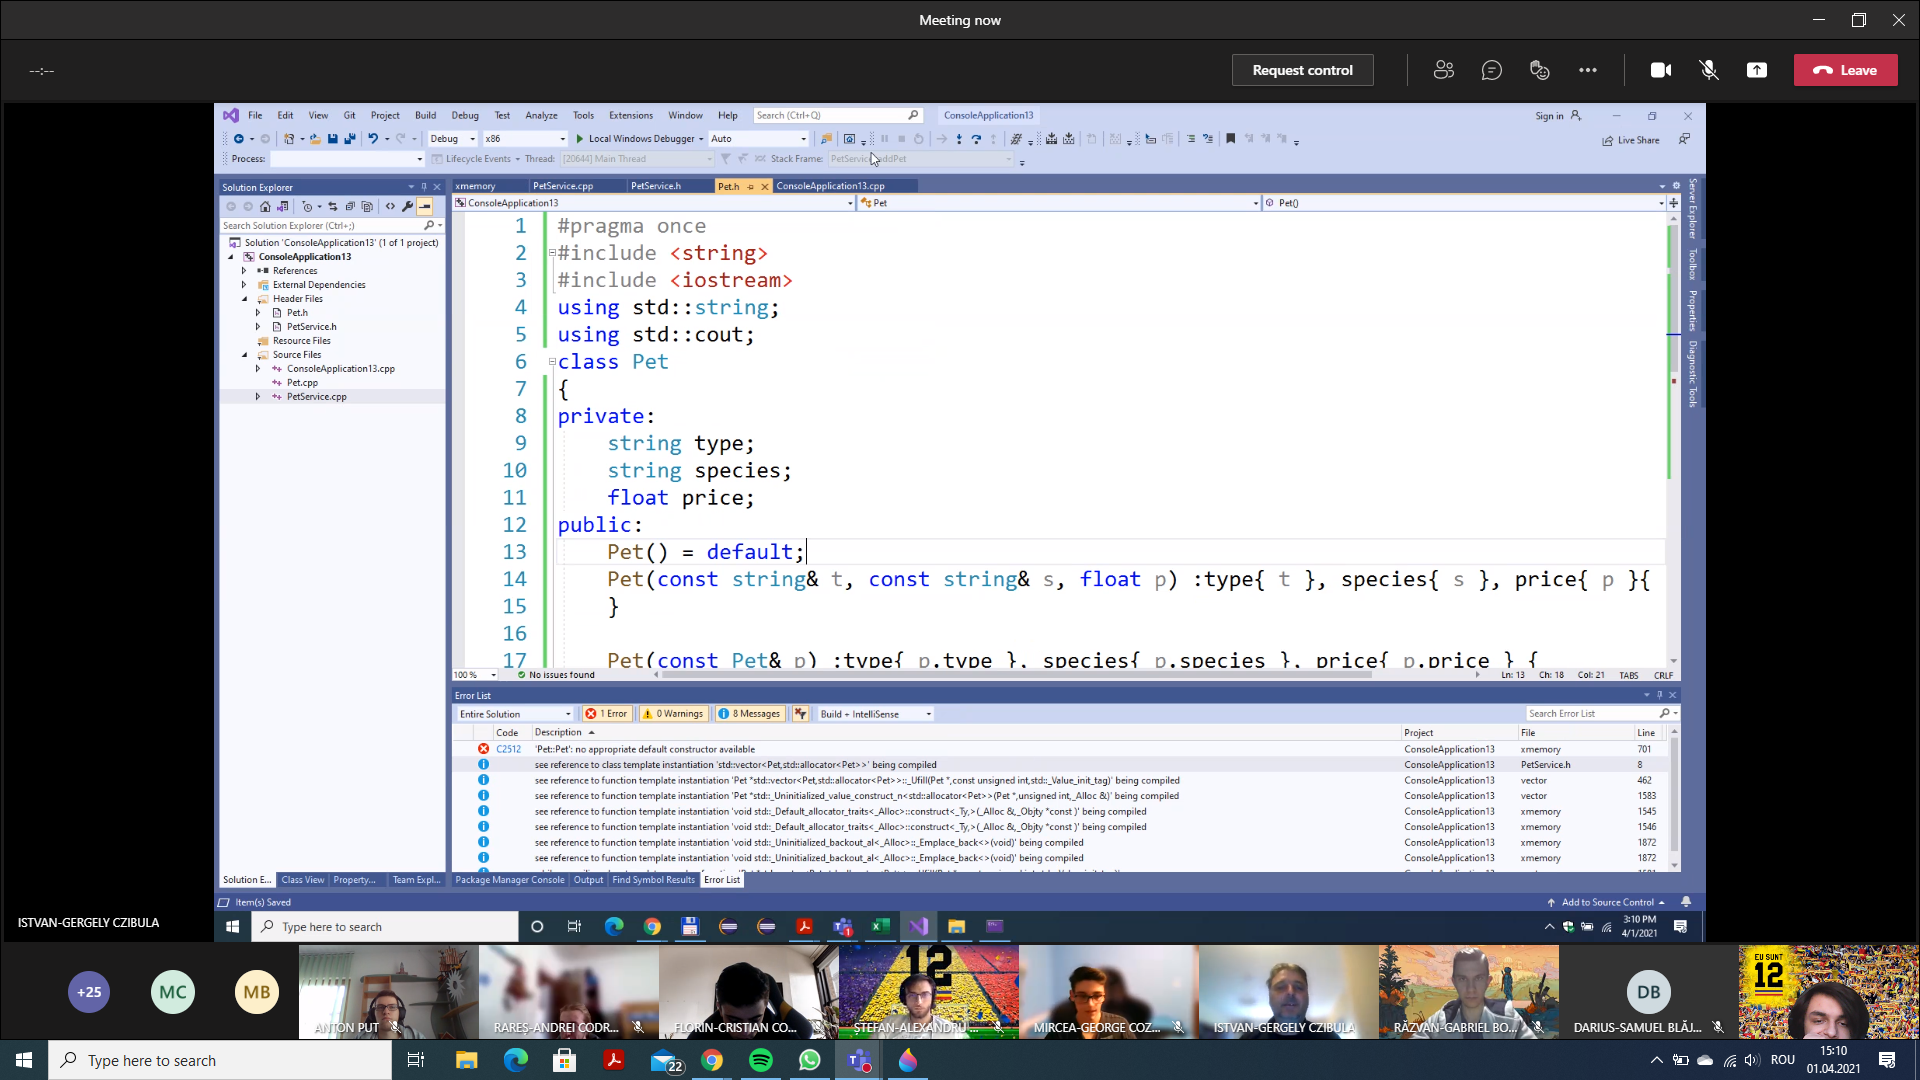 Meeting now
--:--
Request control
Leave
File Edit View Git Project Build Debug Test Analyze Tools Extensions Window Help Search (Ctrl+Q) ConsoleApplication13 Sign in
Debug x86 Local Windows Debugger Auto Live Share
Process: Lifecycle Events Thread: [20644] Main Thread Stack Frame:
Solution Explorer
xmemory PetService.cpp PetService.h Pet.h ConsoleApplication13.cpp
ConsoleApplication13 Pet Pet()
Search Solution Explorer (Ctrl+;)
Solution 'ConsoleApplication13' (1 of 1 project)
ConsoleApplication13
References
External Dependencies
Header Files
Pet.h
PetService.h
Resource Files
Source Files
ConsoleApplication13.cpp
Pet.cpp
PetService.cpp
1 #pragma once
2 #include <string>
3 #include <iostream>
4 using std::string;
5 using std::cout;
6 class Pet
7 {
8 private:
9 string type;
10 string species;
11 float price;
12 public:
13 Pet() = default;
14 Pet(const string& t, const string& s, float p) :type{ t }, species{ s }, price{ p }{
15 }
16
17 Pet(const Pet& p) :type{ p.type }, species{ p.species }, price{ p.price } {
Server Explorer
Toolbox
Properties
Diagnostic Tools
100 % No issues found Ln: 13 Ch: 18 Col: 21 TABS CRLF
Error List
Entire Solution 1 Error 0 Warnings 8 Messages Build + IntelliSense Search Error List
Code Description Project File Line
C2512 'Pet::Pet': no appropriate default constructor available ConsoleApplication13 xmemory 701
see reference to class template instantiation 'std::vector<Pet,std::allocator<Pet>>' being compiled ConsoleApplication13 PetService.h 8
see reference to function template instantiation 'Pet *std::vector<Pet,std::allocator<Pet>>::_Ufill(Pet *,const unsigned int,std::_Value_init_tag)' being compiled ConsoleApplication13 vector 462
see reference to function template instantiation 'Pet *std::_Uninitialized_value_construct_n<std::allocator<Pet>>(Pet *,unsigned int,_Alloc &)' being compiled ConsoleApplication13 vector 1583
see reference to function template instantiation 'void std::_Default_allocator_traits<_Alloc>::construct<_Ty,>(_Alloc &,_Objty *const )' being compiled ConsoleApplication13 xmemory 1545
see reference to function template instantiation 'void std::_Default_allocator_traits<_Alloc>::construct<_Ty,>(_Alloc &,_Objty *const )' being compiled ConsoleApplication13 xmemory 1546
see reference to function template instantiation 'void std::_Uninitialized_backout_al<_Alloc>::_Emplace_back<>(void)' being compiled ConsoleApplication13 xmemory 1872
see reference to function template instantiation 'void std::_Uninitialized_backout_al<_Alloc>::_Emplace_back<>(void)' being compiled ConsoleApplication13 xmemory 1872
Solution E... Class View Property... Team Expl... Package Manager Console Output Find Symbol Results Error List
Item(s) Saved Add to Source Control
ISTVAN-GERGELY CZIBULA
Type here to search
3:10 PM
4/1/2021
+25 MC MB
ANTON PUT
RARES-ANDREI CODR...
FLORIN-CRISTIAN CO...
12
ȘTEFAN-ALEXANDRU ...
MIRCEA-GEORGE COZ...
ISTVAN-GERGELY CZIBULA
RĂZVAN-GABRIEL BO...
DB
DARIUS-SAMUEL BLĂJ...
EU SUNT
12
Type here to search
22
ROU
15:10
01.04.2021